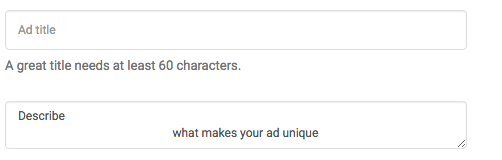 Ad title
A great title needs at least 60 characters.
Describe
what makes your ad unique